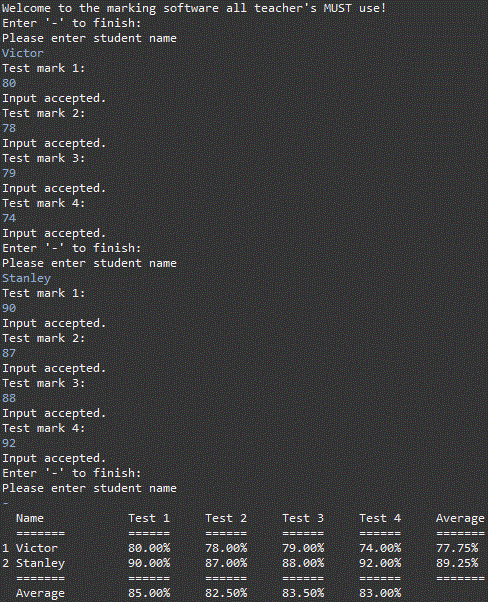 Welcome to the marking software all teacher's MUST use!
Enter '-' to finish:
Please enter student name
Victor
Test mark 1:
80
Input accepted.
Test mark 2:
78
Input accepted.
Test mark 3:
79
Input accepted.
Test mark 4:
74
Input accepted.
Enter '-' to finish:
Please enter student name
Stanley
Test mark 1:
90
Input accepted.
Test mark 2:
87
Input accepted.
Test mark 3:
88
Input accepted.
Test mark 4:
92
Input accepted.
Enter '-' to finish:
Please enter student name
-
  Name           Test 1     Test 2     Test 3     Test 4     Average
  =======        ======     ======     ======     ======     =======
1 Victor         80.00%     78.00%     79.00%     74.00%     77.75%
2 Stanley        90.00%     87.00%     88.00%     92.00%     89.25%
  =======        ======     ======     ======     ======     =======
  Average        85.00%     82.50%     83.50%     83.00%